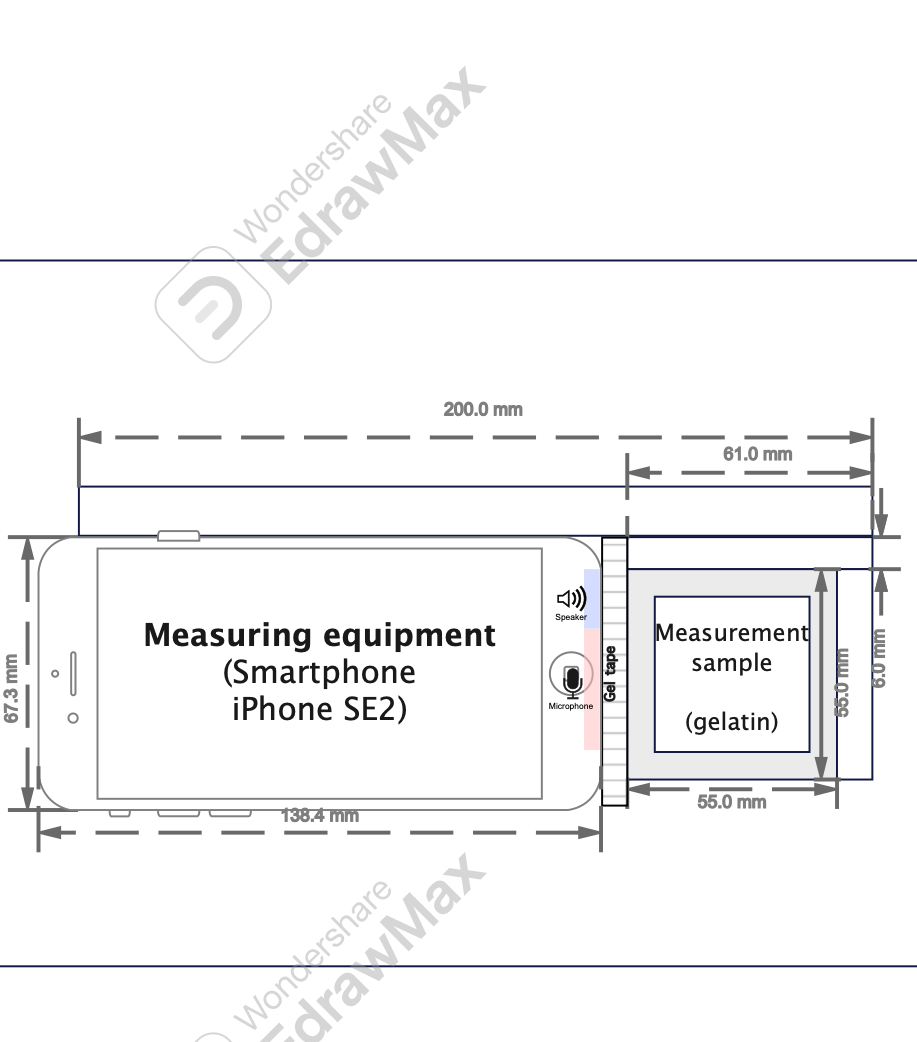 Wondershare
EdrawMax
200.0 mm
61.0 mm
Measuring equipment
(Smartphone
iPhone SE2)
Speaker
Microphone
Gel tape
Measurement
sample
(gelatin)
67.3 mm
55.0 mm
6.0 mm
55.0 mm
138.4 mm
Wondershare
EdrawMax